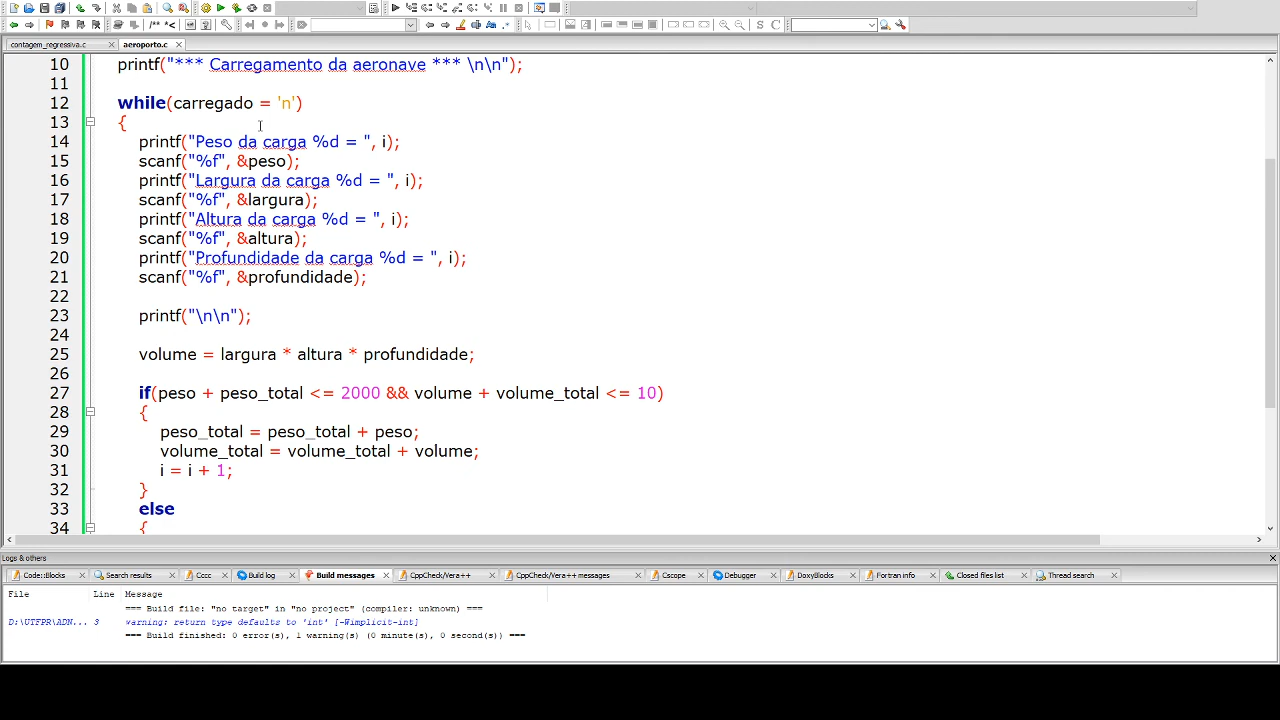 /** *<
contagem_regressiva.c
aeroporto.c
10 printf("*** Carregamento da aeronave *** \n\n");
11
12 while(carregado = 'n')
13 {
14 printf("Peso da carga %d = ", i);
15 scanf("%f", &peso);
16 printf("Largura da carga %d = ", i);
17 scanf("%f", &largura);
18 printf("Altura da carga %d = ", i);
19 scanf("%f", &altura);
20 printf("Profundidade da carga %d = ", i);
21 scanf("%f", &profundidade);
22
23 printf("\n\n");
24
25 volume = largura * altura * profundidade;
26
27 if(peso + peso_total <= 2000 && volume + volume_total <= 10)
28 {
29 peso_total = peso_total + peso;
30 volume_total = volume_total + volume;
31 i = i + 1;
32 }
33 else
34 {
Logs & others
Code::Blocks
Search results
Cccc
Build log
Build messages
CppCheck/Vera++
CppCheck/Vera++ messages
Cscope
Debugger
DoxyBlocks
Fortran info
Closed files list
Thread search
File Line Message
=== Build file: "no target" in "no project" (compiler: unknown) ===
D:\UTFPR\ADN... 3 warning: return type defaults to 'int' [-Wimplicit-int]
=== Build finished: 0 error(s), 1 warning(s) (0 minute(s), 0 second(s)) ===